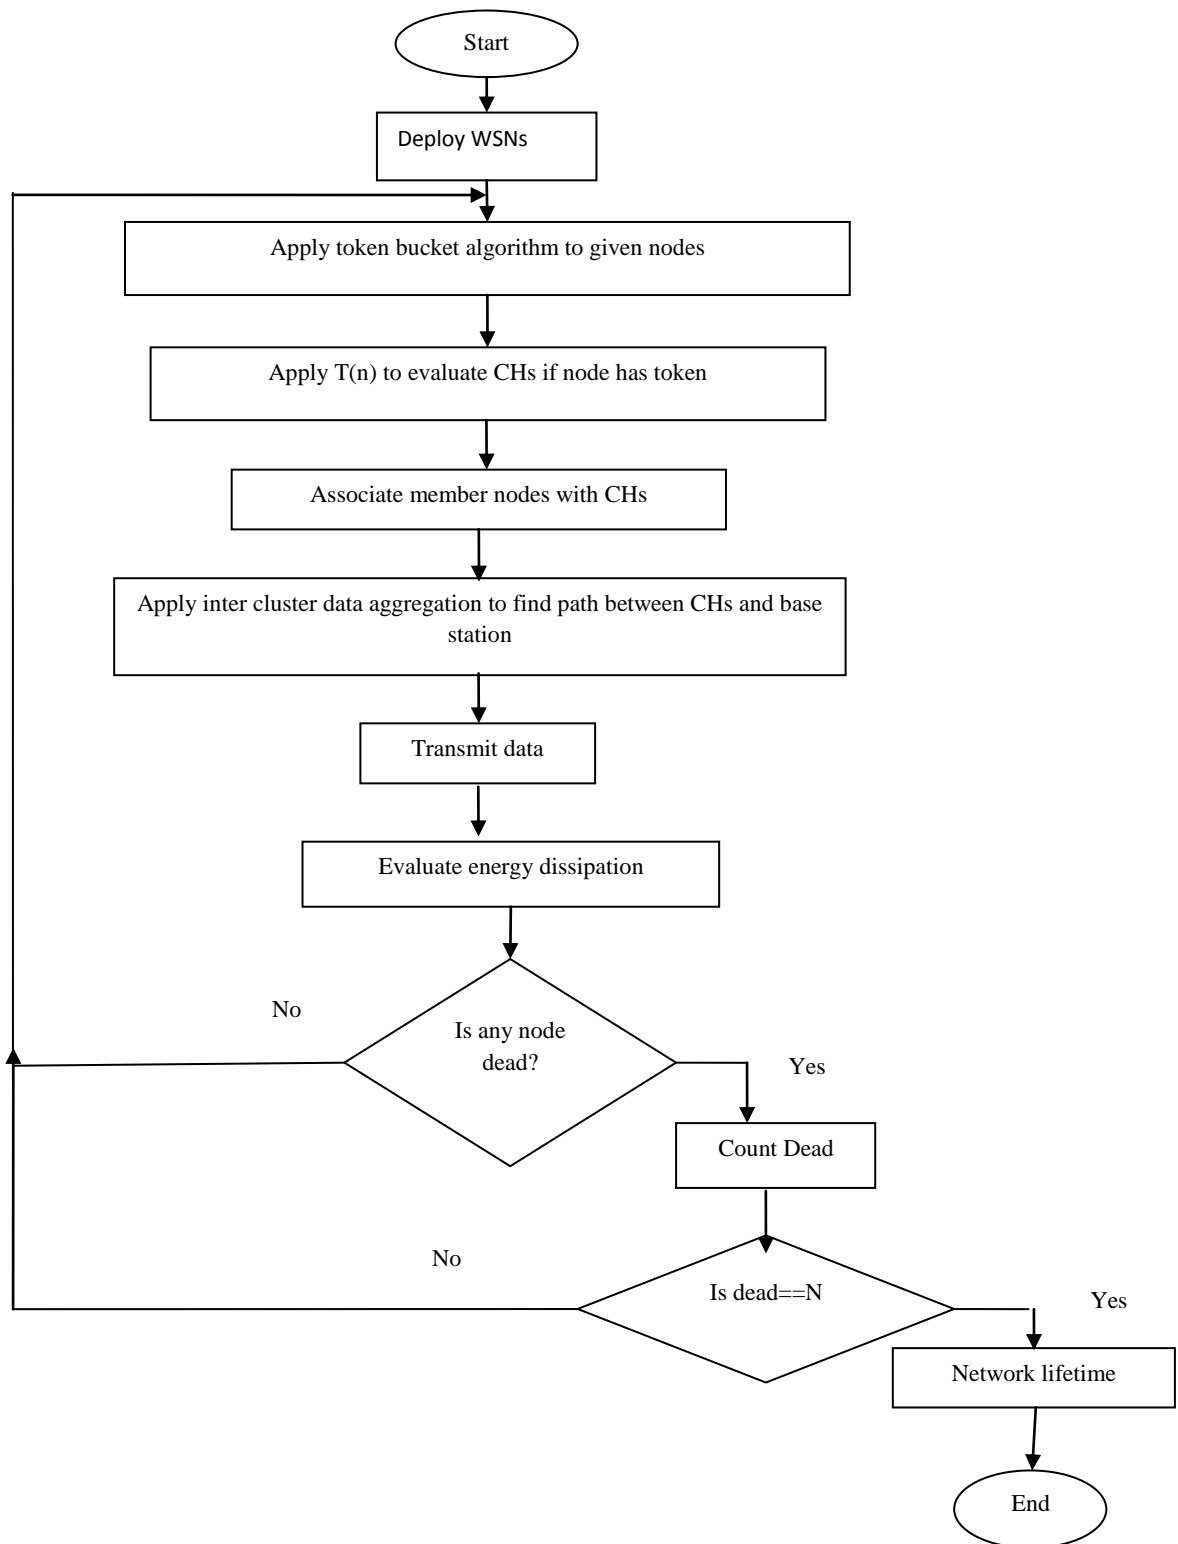 Start
Deploy WSNs
Apply token bucket algorithm to given nodes
Apply T(n) to evaluate CHs if node has token
Associate member nodes with CHs
Apply inter cluster data aggregation to find path between CHs and base
station
Transmit data
Evaluate energy dissipation
No
Is any node
dead?
Yes
Count Dead
No
Is dead==N
Yes
Network lifetime
End